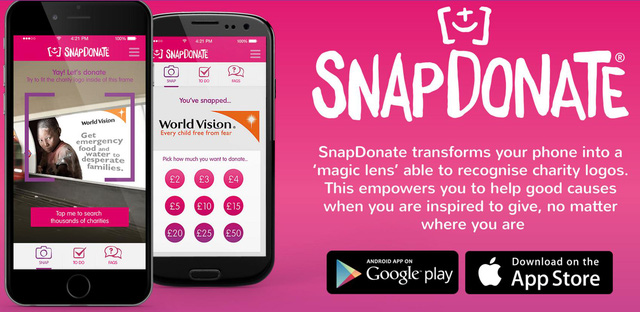 4:21 PM 100%
SNAPDONATE
Yay! Let's donate
Try to fit the charity logo inside of this frame
World Vision
Get
emergency
food and
water to
desperate
families.
Tap me to search
thousands of charities
SNAP TO DO FAQS
4:21 PM 100%
SNAPDONATE
SNAP TO DO FAQS
You've snapped...
World Vision
Every child free from fear
Pick how much you want to donate...
£2 £3 £4
£5 £10 £15
£20 £25 £50
SNAPDONATE®
SnapDonate transforms your phone into a
'magic lens' able to recognise charity logos.
This empowers you to help good causes
when you are inspired to give, no matter
where you are
ANDROID APP ON
Google play
Download on the
App Store